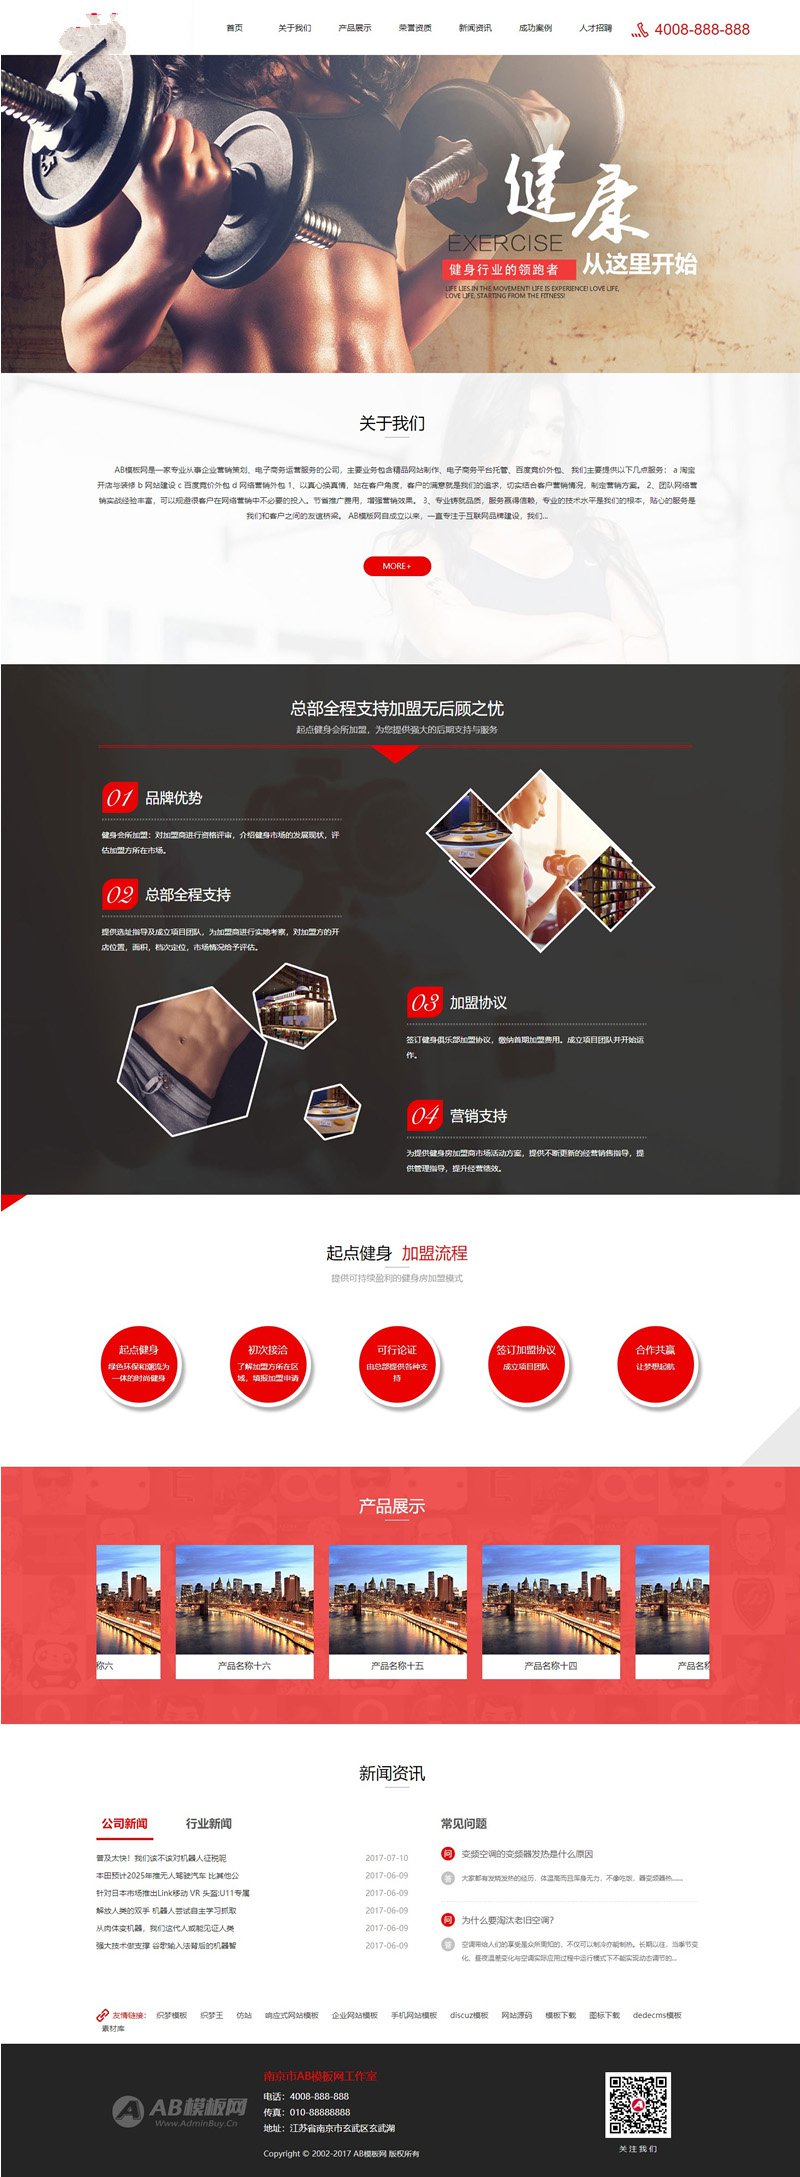 首页 关于我们 产品展示 荣誉资质 新闻资讯 成功案例 人才招聘 4008-888-888
健康
EXERCISE
健身行业的领跑者 从这里开始
LIFE LIES IN THE MOVEMENT! LIFE IS EXPERIENCE! LOVE LIFE,
LOVE LIFE, STARTING FROM THE FITNESS!
关于我们
AB模板网是一家专业从事企业营销策划、电子商务运营服务的公司，主要业务包含精品网站制作、电子商务平台托管、百度竞价外包、 我们主要提供以下几点服务： a 淘宝
开店与装修 b 网站建设 c 百度竞价外包 d 网络营销外包 1、以真心换真情，站在客户角度，客户的满意就是我们的追求，切实结合客户营销情况，制定营销方案。 2、团队网络营
销实战经验丰富，可以规避很客户在网络营销中不必要的投入。节省推广费用，增强营销效果。 3、专业铸就品质，服务赢得信赖，专业的技术水平是我们的根本，贴心的服务是
我们和客户之间的友谊桥梁。 AB模版网自成立以来，一直专注于互联网品牌建设，我们...
MORE+
总部全程支持加盟无后顾之忧
起点健身会所加盟，为您提供强大的后期支持与服务
01 品牌优势
健身会所加盟：对加盟商进行资格评审，介绍健身市场的发展现状，评
估加盟方所在市场。
02 总部全程支持
提供选址指导及成立项目团队，为加盟商进行实地考察，对加盟方的开
店位置，面积，档次定位，市场情况给予评估。
03 加盟协议
签订健身俱乐部加盟协议，缴纳首期加盟费用。成立项目团队并开始运
作。
04 营销支持
为提供健身房加盟商市场活动方案，提供不断更新的经营销售指导，提
供管理指导，提升经营绩效。
起点健身 加盟流程
提供可持续盈利的健身房加盟模式
起点健身 初次接洽 可行论证 签订加盟协议 合作共赢
绿色环保和潮流为 了解加盟方所在区 由总部提供各种支 成立项目团队 让梦想起航
一体的时尚健身 域，填报加盟申请 持
产品展示
称六 产品名称十六 产品名称十五 产品名称十四 产品名称
新闻资讯
公司新闻 行业新闻
普及太快！我们该不该对机器人征税呢 2017-07-10
本田预计2025年推无人驾驶汽车 比其他公 2017-06-09
针对日本市场推出Link移动 VR 头盔:U11专属 2017-06-09
解放人类的双手 机器人尝试自主学习抓取 2017-06-09
从肉体变机器，我们这代人或能见证人类 2017-06-09
强大技术做支撑 谷歌输入法背后的机器智 2017-06-09
常见问题
问 变频空调的变频器发热是什么原因
答 大家都有发烧发热的经历，体温高而且浑身无力，不像吃饭，器变频器热......
问 为什么要淘汰老旧空调?
答 空调带给人们的享受是众所周知的，不仅可以制冷亦能制热。长期以往，当季节变
化、昼夜温差变化与空调实际应用过程中运行模式下不能实现动态调节的...
友情链接： 织梦模板 织梦王 仿站 响应式网站模板 企业网站模板 手机网站模板 discuz模板 网站源码 模板下载 图标下载 dedecms模板
素材库
AB模板网
Www.AdminBuy.Cn
南京市AB模板网工作室
电话：4008-888-888
传真：010-88888888
地址：江苏省南京市玄武区玄武湖
Copyright © 2002-2017 AB模板网 版权所有
关注我们